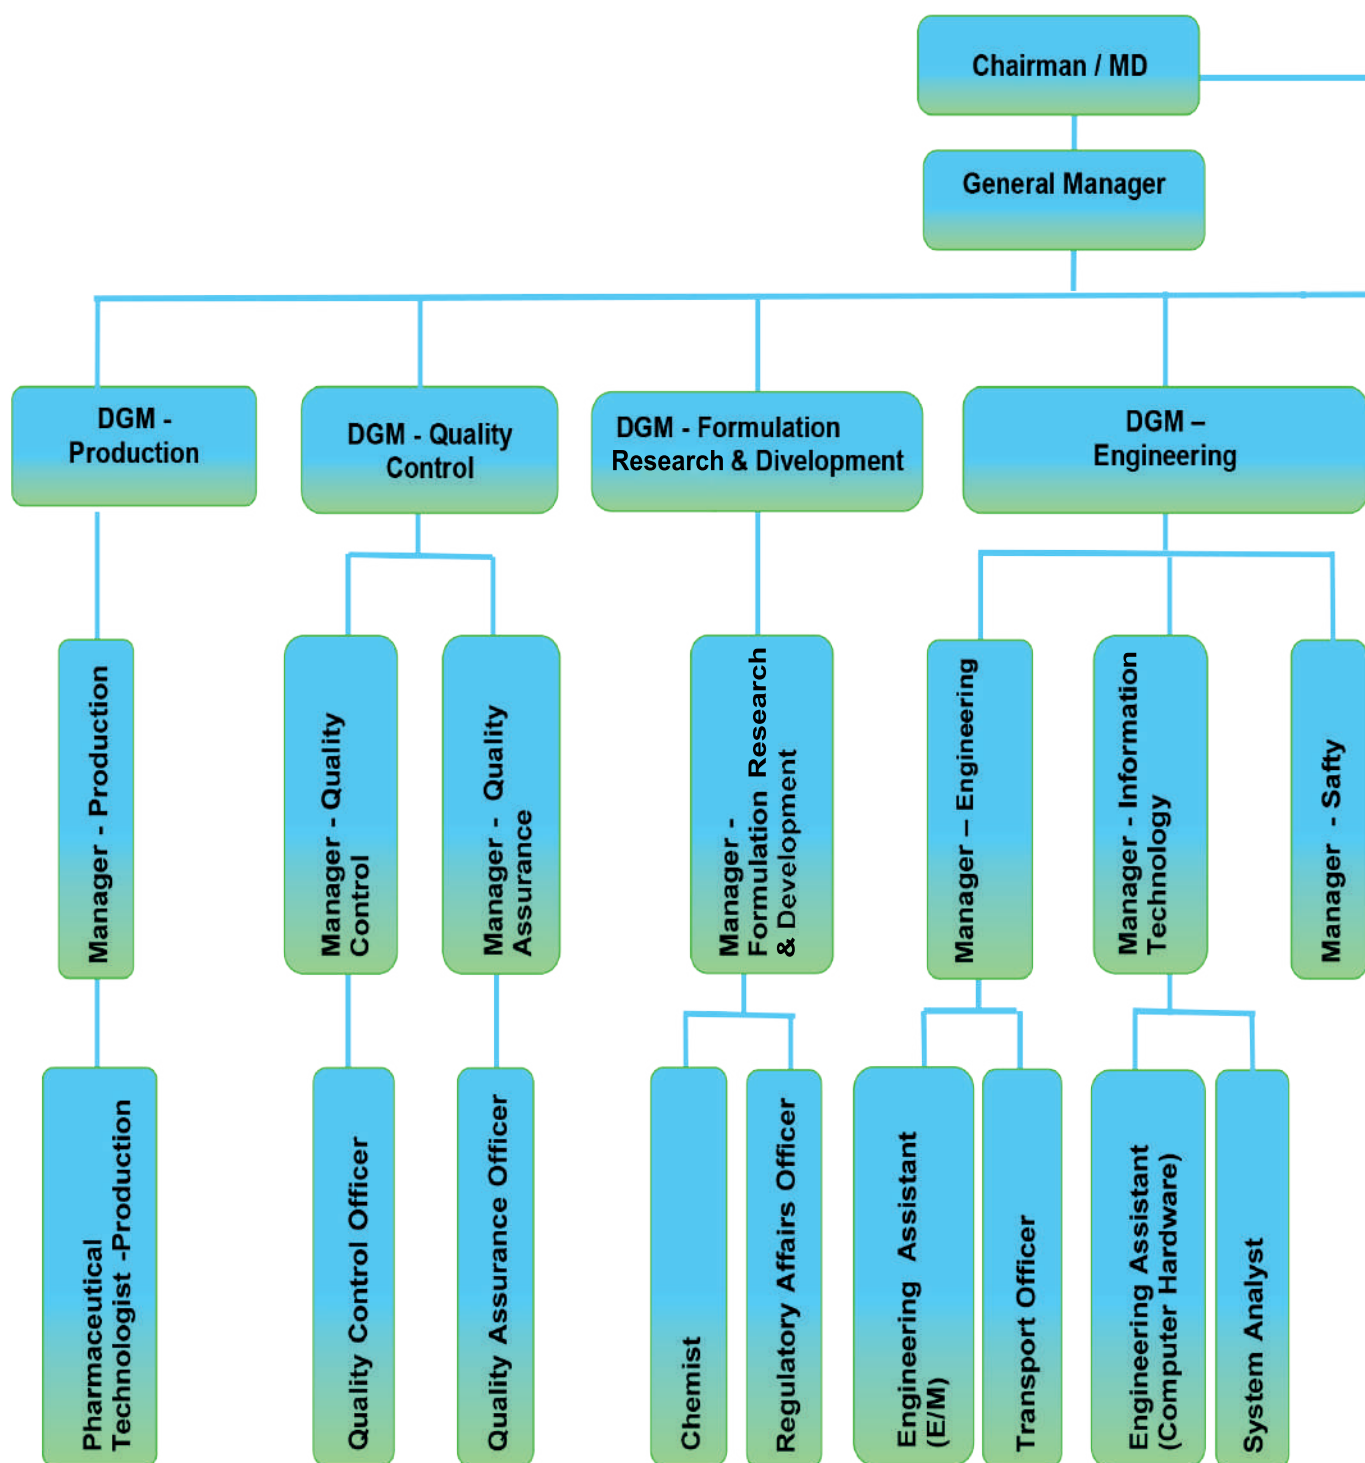 Chairman / MD
General Manager
DGM -
Production
DGM - Quality
Control
DGM - Formulation
Research & Divelopment
DGM –
Engineering
Manager - Production
Manager - Quality
Control
Manager - Quality
Assurance
Manager -
Formulation Research
& Development
Manager – Engineering
Manager - Information
Technology
Manager - Safty
Pharmaceutical
Technologist -Production
Quality Control Officer
Quality Assurance Officer
Chemist
Regulatory Affairs Officer
Engineering Assistant
(E/M)
Transport Officer
Engineering Assistant
(Computer Hardware)
System Analyst